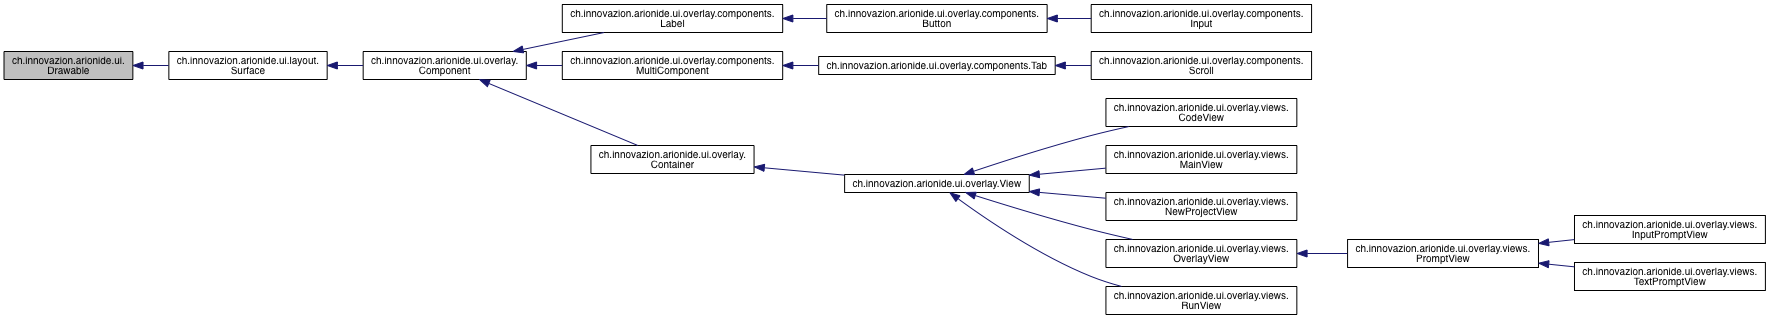 ch.innovazion.arionide.ui.
Drawable
ch.innovazion.arionide.ui.layout.
Surface
ch.innovazion.arionide.ui.overlay.
Component
ch.innovazion.arionide.ui.overlay.components.
Label
ch.innovazion.arionide.ui.overlay.components.
Button
ch.innovazion.arionide.ui.overlay.components.
Input
ch.innovazion.arionide.ui.overlay.components.
MultiComponent
ch.innovazion.arionide.ui.overlay.components.Tab
ch.innovazion.arionide.ui.overlay.components.
Scroll
ch.innovazion.arionide.ui.overlay.
Container
ch.innovazion.arionide.ui.overlay.View
ch.innovazion.arionide.ui.overlay.views.
CodeView
ch.innovazion.arionide.ui.overlay.views.
MainView
ch.innovazion.arionide.ui.overlay.views.
NewProjectView
ch.innovazion.arionide.ui.overlay.views.
OverlayView
ch.innovazion.arionide.ui.overlay.views.
RunView
ch.innovazion.arionide.ui.overlay.views.
PromptView
ch.innovazion.arionide.ui.overlay.views.
InputPromptView
ch.innovazion.arionide.ui.overlay.views.
TextPromptView